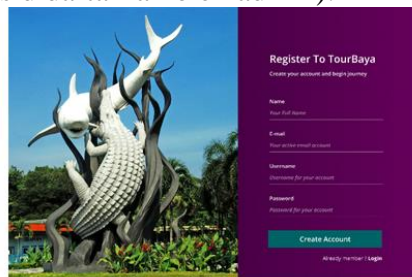 Register To TourBaya
Create your account and begin journey
Name
Your Full Name
E-mail
Your active email account
Username
Username for your account
Password
Password for your account
Create Account
Already member ? Login